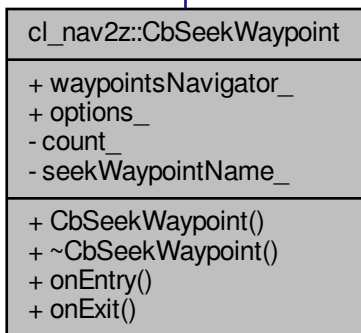 cl_nav2z::CbSeekWaypoint
+ waypointsNavigator_
+ options_
- count_
- seekWaypointName_
+ CbSeekWaypoint()
+ ~CbSeekWaypoint()
+ onEntry()
+ onExit()